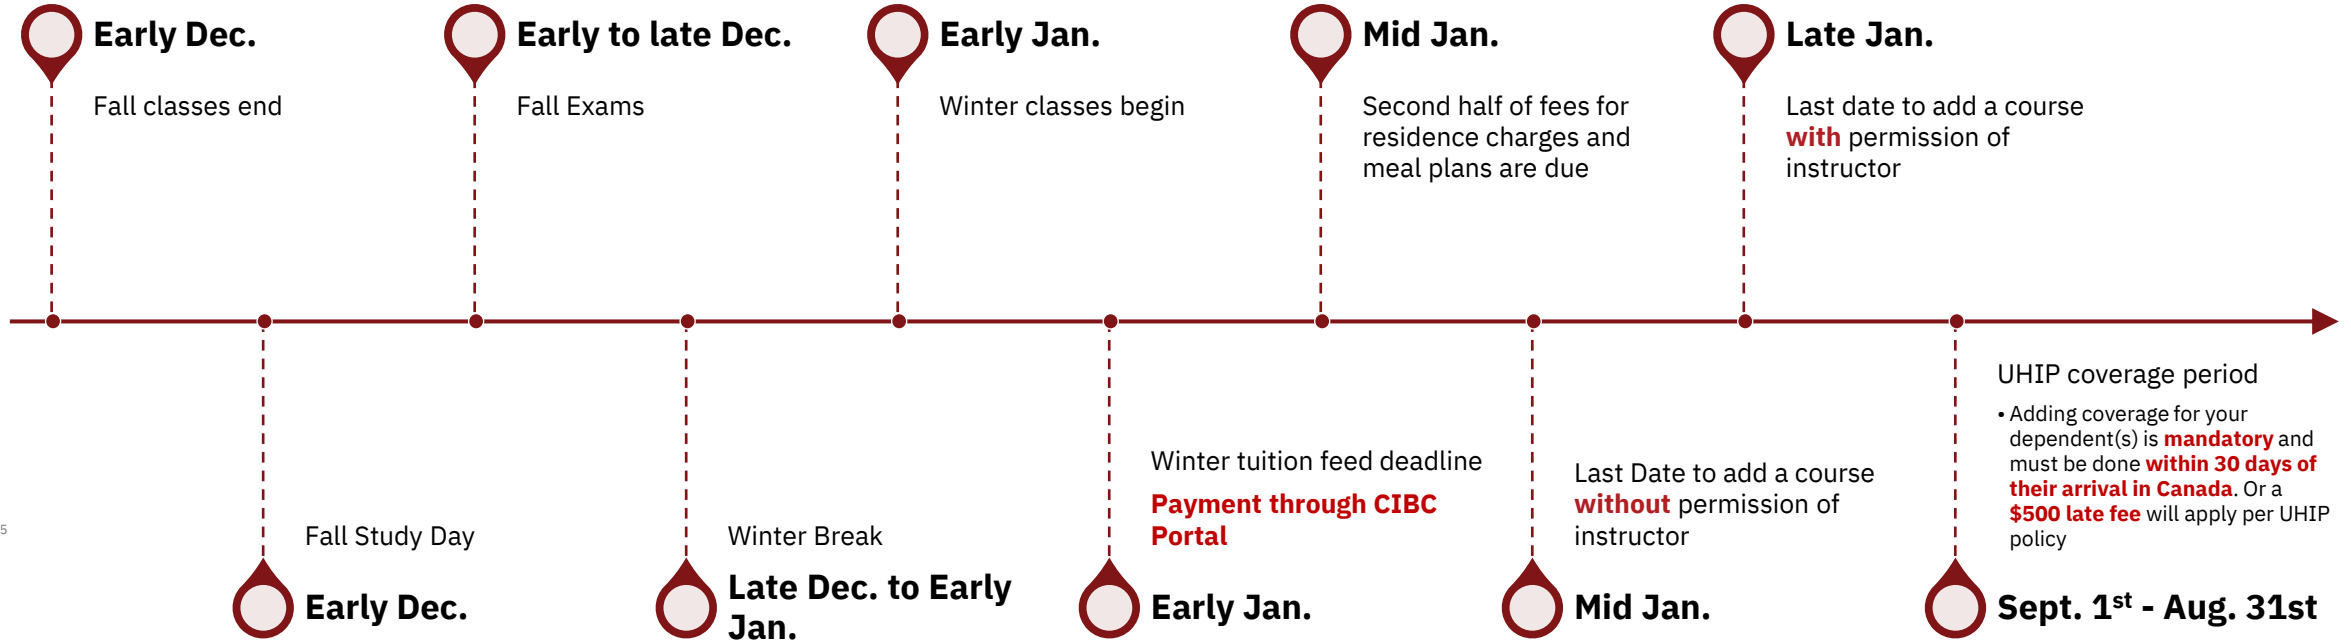 Early Dec.
Fall classes end
Early to late Dec.
Fall Exams
Early Jan.
Winter classes begin
Mid Jan.
Second half of fees for
residence charges and
meal plans are due
Late Jan.
Last date to add a course
with permission of
instructor
Fall Study Day
Early Dec.
Winter Break
Late Dec. to Early
Jan.
Winter tuition feed deadline
Payment through CIBC
Portal
Early Jan.
Last Date to add a course
without permission of
instructor
Mid Jan.
UHIP coverage period
• Adding coverage for your
dependent(s) is mandatory and
must be done within 30 days of
their arrival in Canada. Or a
$500 late fee will apply per UHIP
policy
Sept. 1st - Aug. 31st
5